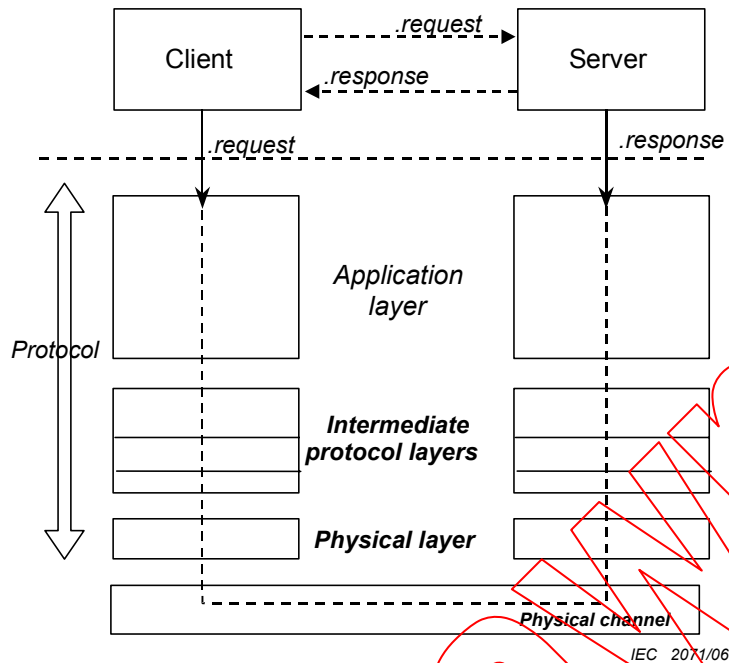 .request
Client
Server
.response
.request
.response
Application
layer
Protocol
Intermediate
protocol layers
Physical layer
Physical channel
IEC 2071/06